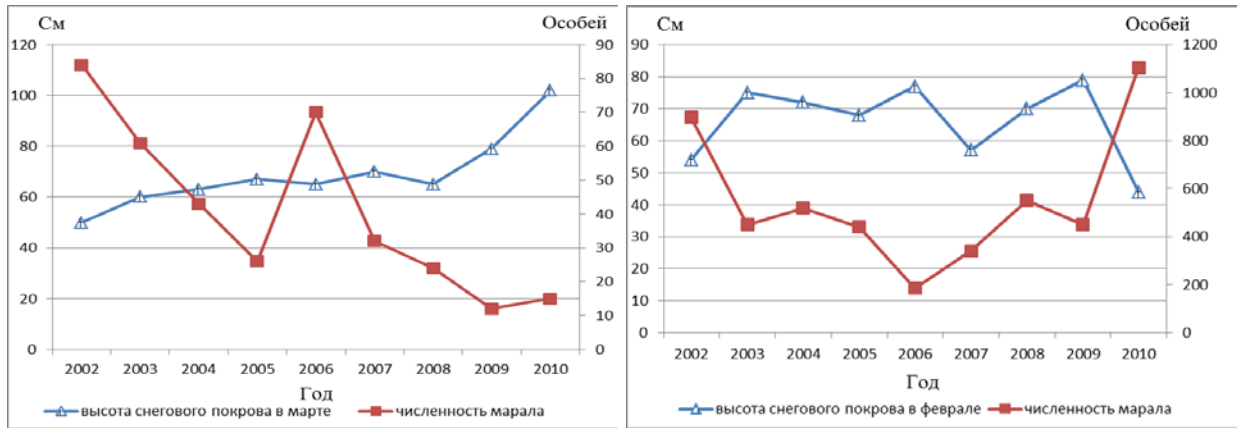 См Особей
120 90
100 80
80 70
60 60
40 50
20 40
0 30
20
10
0
2002 2003 2004 2005 2006 2007 2008 2009 2010
Год
высота снегового покрова в марте численность марала
См Особей
90 1200
80 1000
70 800
60 600
50 400
40 200
30 0
20
10
0
2002 2003 2004 2005 2006 2007 2008 2009 2010
Год
высота снегового покрова в феврале численность марала